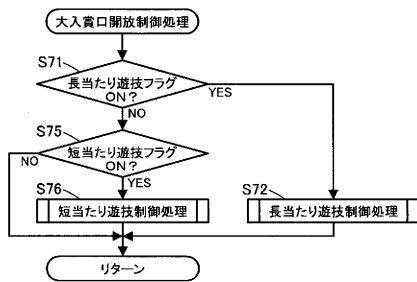 大入賞口開放制御処理
S71
長当たり遊技フラグ
ON?
YES
NO
S75
短当たり遊技フラグ
ON?
NO
YES
S76
短当たり遊技制御処理
S72
長当たり遊技制御処理
リターン